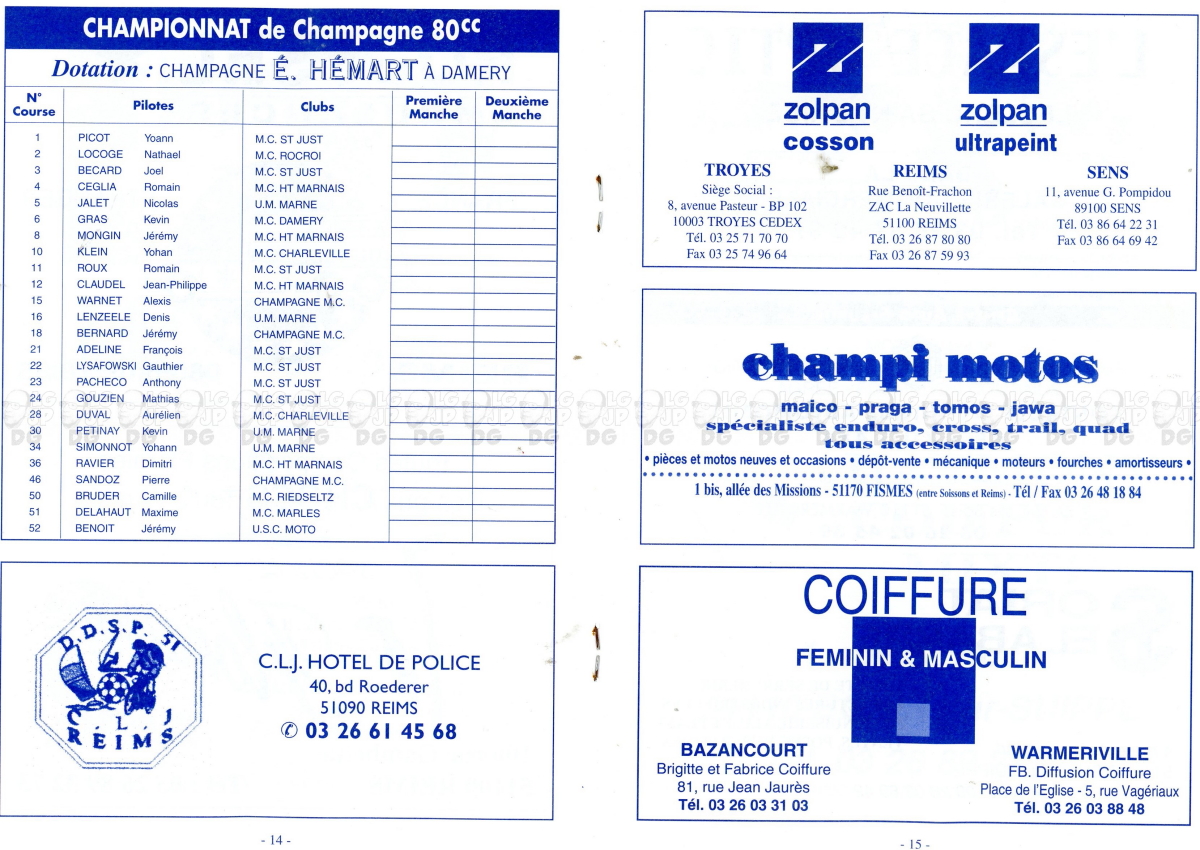 CHAMPIONNAT de Champagne 80cc
Dotation : CHAMPAGNE É. HÉMART À DAMERY
N° Course Pilotes Clubs Première Manche Deuxième Manche
1 PICOT Yoann M.C. ST JUST
2 LOCOGE Nathael M.C. ROCROI
3 BECARD Joel M.C. ST JUST
4 CEGLIA Romain M.C. HT MARNAIS
5 JALET Nicolas U.M. MARNE
6 GRAS Kevin M.C. DAMERY
8 MONGIN Jérémy M.C. HT MARNAIS
10 KLEIN Yohan M.C. CHARLEVILLE
11 ROUX Romain M.C. ST JUST
12 CLAUDEL Jean-Philippe M.C. HT MARNAIS
15 WARNET Alexis CHAMPAGNE M.C.
16 LENZEELE Denis U.M. MARNE
18 BERNARD Jérémy CHAMPAGNE M.C.
21 ADELINE François M.C. ST JUST
22 LYSAFOWSKI Gauthier M.C. ST JUST
23 PACHECO Anthony M.C. ST JUST
24 GOUZIEN Mathias M.C. ST JUST
28 DUVAL Aurélien M.C. CHARLEVILLE
30 PETINAY Kevin U.M. MARNE
34 SIMONNOT Yohann U.M. MARNE
36 RAVIER Dimitri M.C. HT MARNAIS
46 SANDOZ Pierre CHAMPAGNE M.C.
50 BRUDER Camille M.C. RIEDSELTZ
51 DELAHAUT Maxime M.C. MARLES
52 BENOIT Jérémy U.S.C. MOTO
D.D.S.P. 51
C.L.J
REIMS
C.L.J. HOTEL DE POLICE
40, bd Roederer
51090 REIMS
✆ 03 26 61 45 68
- 14 -
zolpan
cosson
zolpan
ultrapeint
TROYES
Siège Social :
8, avenue Pasteur - BP 102
10003 TROYES CEDEX
Tél. 03 25 71 70 70
Fax 03 25 74 96 64
REIMS
Rue Benoît-Frachon
ZAC La Neuvillette
51100 REIMS
Tél. 03 26 87 80 80
Fax 03 26 87 59 93
SENS
11, avenue G. Pompidou
89100 SENS
Tél. 03 86 64 22 31
Fax 03 86 64 69 42
champi motos
maico - praga - tomos - jawa
spécialiste enduro, cross, trail, quad
tous accessoires
• pièces et motos neuves et occasions • dépôt-vente • mécanique • moteurs • fourches • amortisseurs •
1 bis, allée des Missions - 51170 FISMES (entre Soissons et Reims) - Tél / Fax 03 26 48 18 84
COIFFURE
FEMININ & MASCULIN
BAZANCOURT
Brigitte et Fabrice Coiffure
81, rue Jean Jaurès
Tél. 03 26 03 31 03
WARMERIVILLE
FB. Diffusion Coiffure
Place de l'Eglise - 5, rue Vagériaux
Tél. 03 26 03 88 48
- 15 -